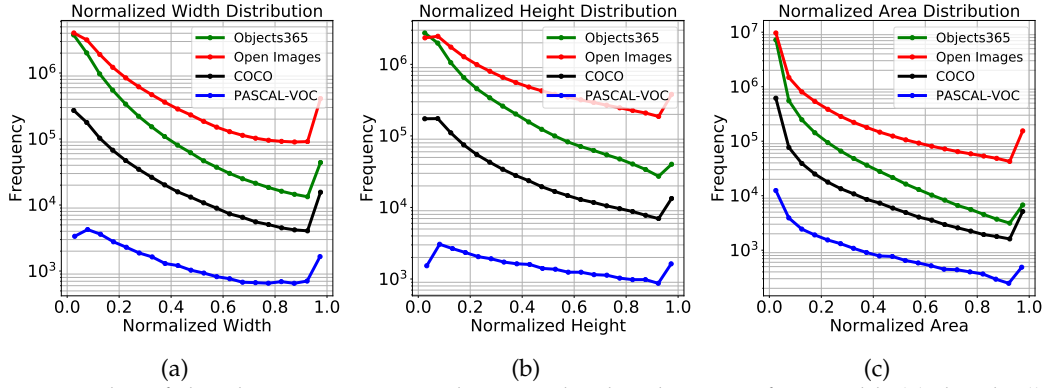 Normalized Width Distribution
Objects365
Open Images
COCO
PASCAL-VOC
Frequency
10^6
10^5
10^4
10^3
0.0 0.2 0.4 0.6 0.8 1.0
Normalized Width
(a)
Normalized Height Distribution
Objects365
Open Images
COCO
PASCAL-VOC
Frequency
10^6
10^5
10^4
10^3
0.0 0.2 0.4 0.6 0.8 1.0
Normalized Height
(b)
Normalized Area Distribution
Objects365
Open Images
COCO
PASCAL-VOC
Frequency
10^7
10^6
10^5
10^4
10^3
0.0 0.2 0.4 0.6 0.8 1.0
Normalized Area
(c)